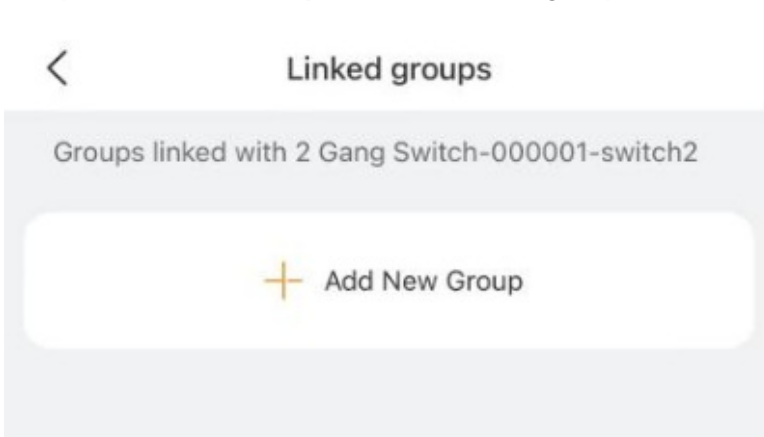 Linked groups
Groups linked with 2 Gang Switch-000001-switch2
Add New Group